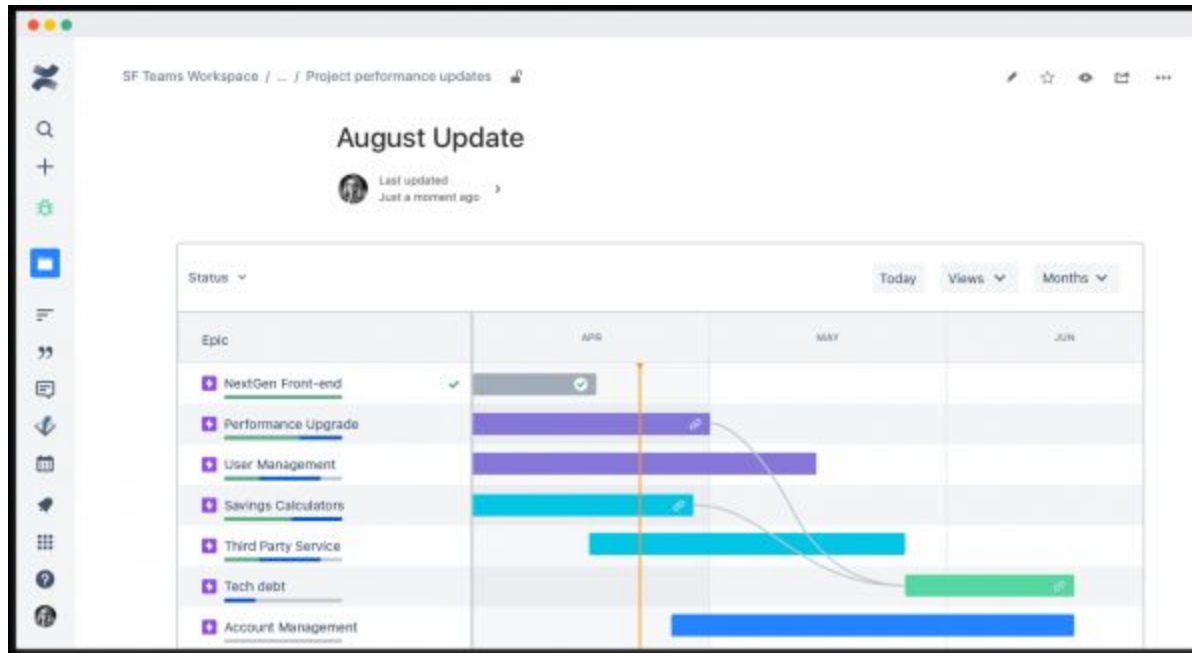 SF Teams Workspace / ... / Project performance updates
August Update
Last updated
Just a moment ago
Status
Today Views Months
Epic APR MAY JUN
NextGen Front-end
Performance Upgrade
User Management
Savings Calculators
Third Party Service
Tech debt
Account Management